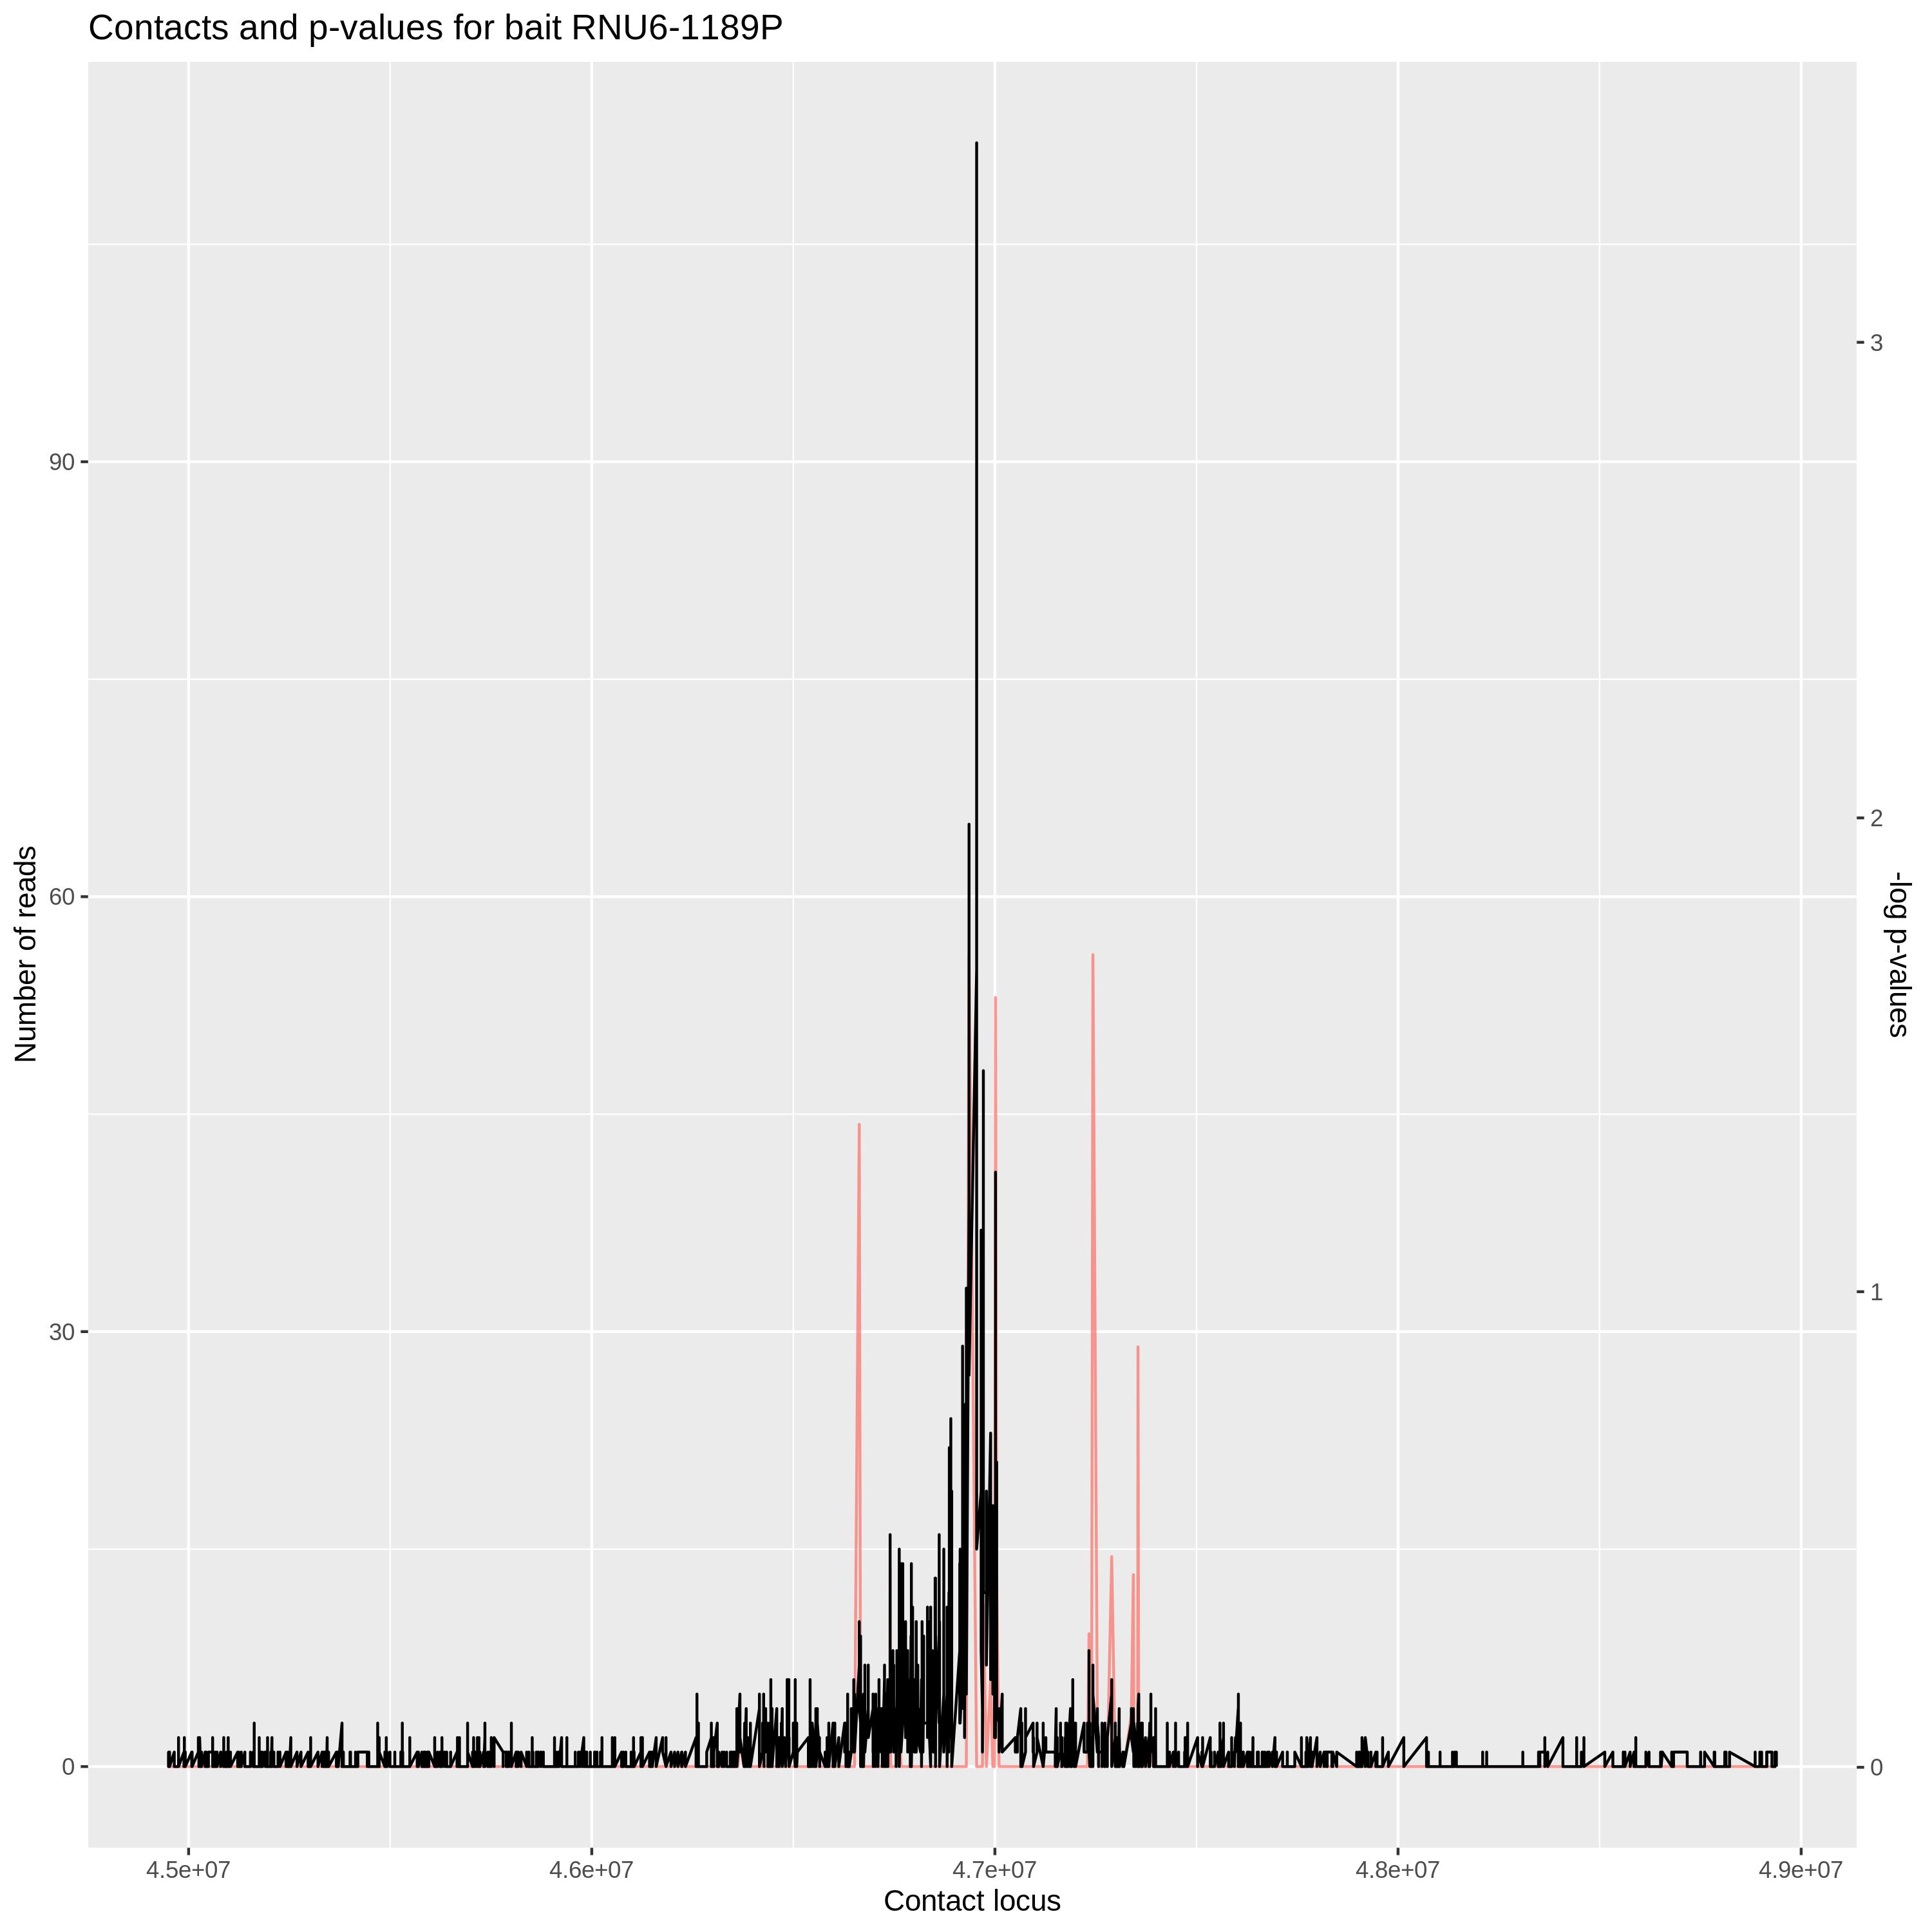 Contacts and p-values for bait RNU6-1189P
90
60
30
0
3
2
1
0
Number of reads
-log p-values
4.5e+07 4.6e+07 4.7e+07 4.8e+07 4.9e+07
Contact locus